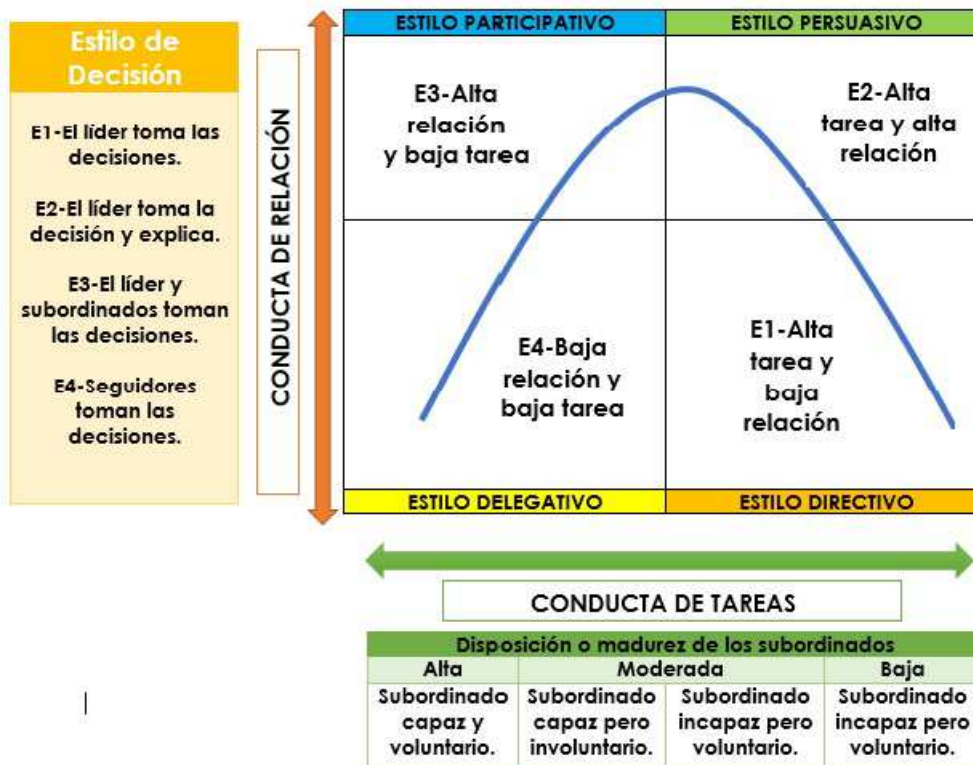 Estilo de
Decisión
E1-El líder toma las
decisiones.
E2-El líder toma la
decisión y explica.
E3-El líder y
subordinados toman
las decisiones.
E4-Seguidores
toman las
decisiones.
CONDUCTA DE RELACIÓN
ESTILO PARTICIPATIVO
ESTILO PERSUASIVO
E3-Alta
relación
y baja tarea
E2-Alta
tarea y alta
relación
E4-Baja
relación y
baja tarea
E1-Alta
tarea y
baja
relación
ESTILO DELEGATIVO
ESTILO DIRECTIVO
CONDUCTA DE TAREAS
Disposición o madurez de los subordinados
Alta
Moderada
Baja
Subordinado
capaz y
voluntario.
Subordinado
capaz pero
involuntario.
Subordinado
incapaz pero
voluntario.
Subordinado
incapaz pero
voluntario.